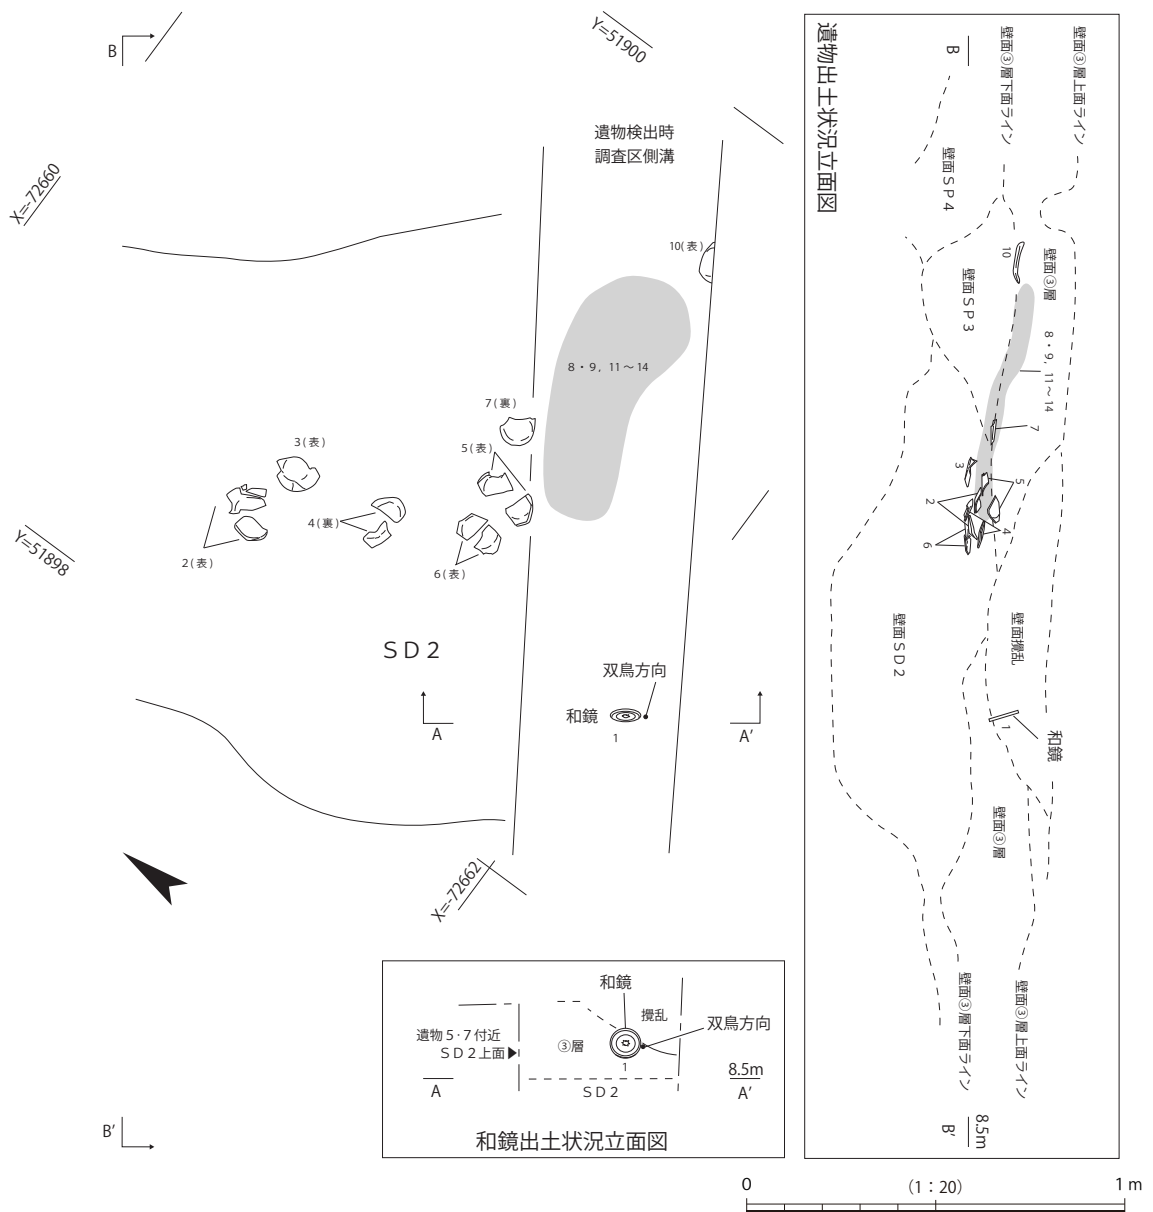 B
Y=51900
X=-72660
遺物検出時
調査区側溝
10(表)
8・9, 11～14
7(裏)
5(表)
3(表)
4(裏)
2(表)
6(表)
Y=51898
SD2
双鳥方向
和鏡
1
A
A’
X=-72662
B’
和鏡
攪乱
双鳥方向
遺物5・7付近
SD2上面
③層
1
8.5m
A
SD2
A’
和鏡出土状況立面図
遺物出土状況立面図
B
壁面③層下面ライン
壁面③層上面ライン
壁面SP4
10
壁面③層
壁面SP3
8・9, 11～14
7
3
5
2
4
6
壁面SD2
壁面攪乱
1
和鏡
壁面③層
壁面③層下面ライン
壁面③層上面ライン
8.5m
B’
0
(1：20)
1m